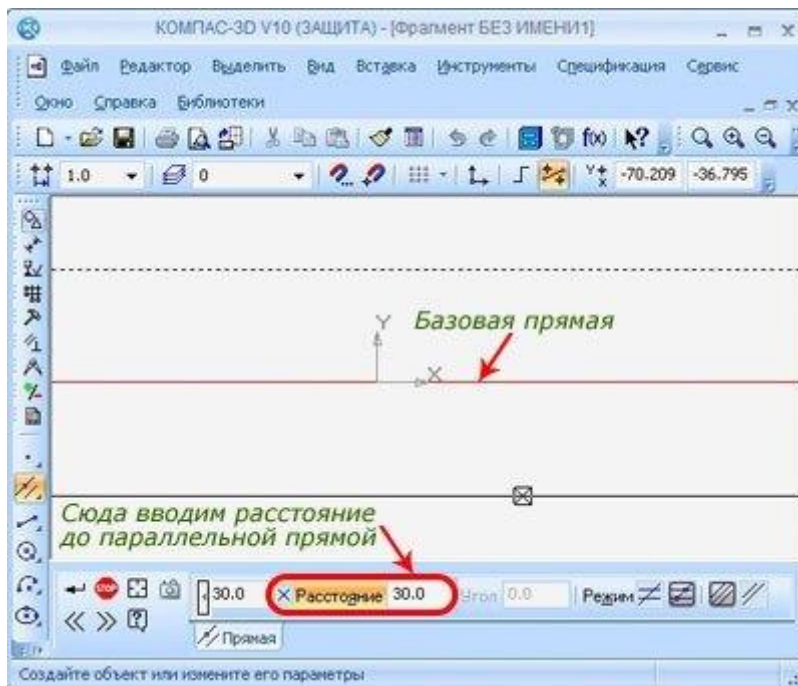 КОМПАС-3D V10 (ЗАЩИТА) - [Фрагмент БЕЗ ИМЕНИ1]
Файл Редактор Выделить Вид Вставка Инструменты Спецификация Сервис
Окно Справка Библиотеки
f(x)
1.0 0 -70.209 -36.795
Y
Базовая прямая
X
Сюда вводим расстояние
до параллельной прямой
STOP 30.0 Расстояние 30.0 Угол 0.0 Режим
Прямая
Создайте объект или измените его параметры